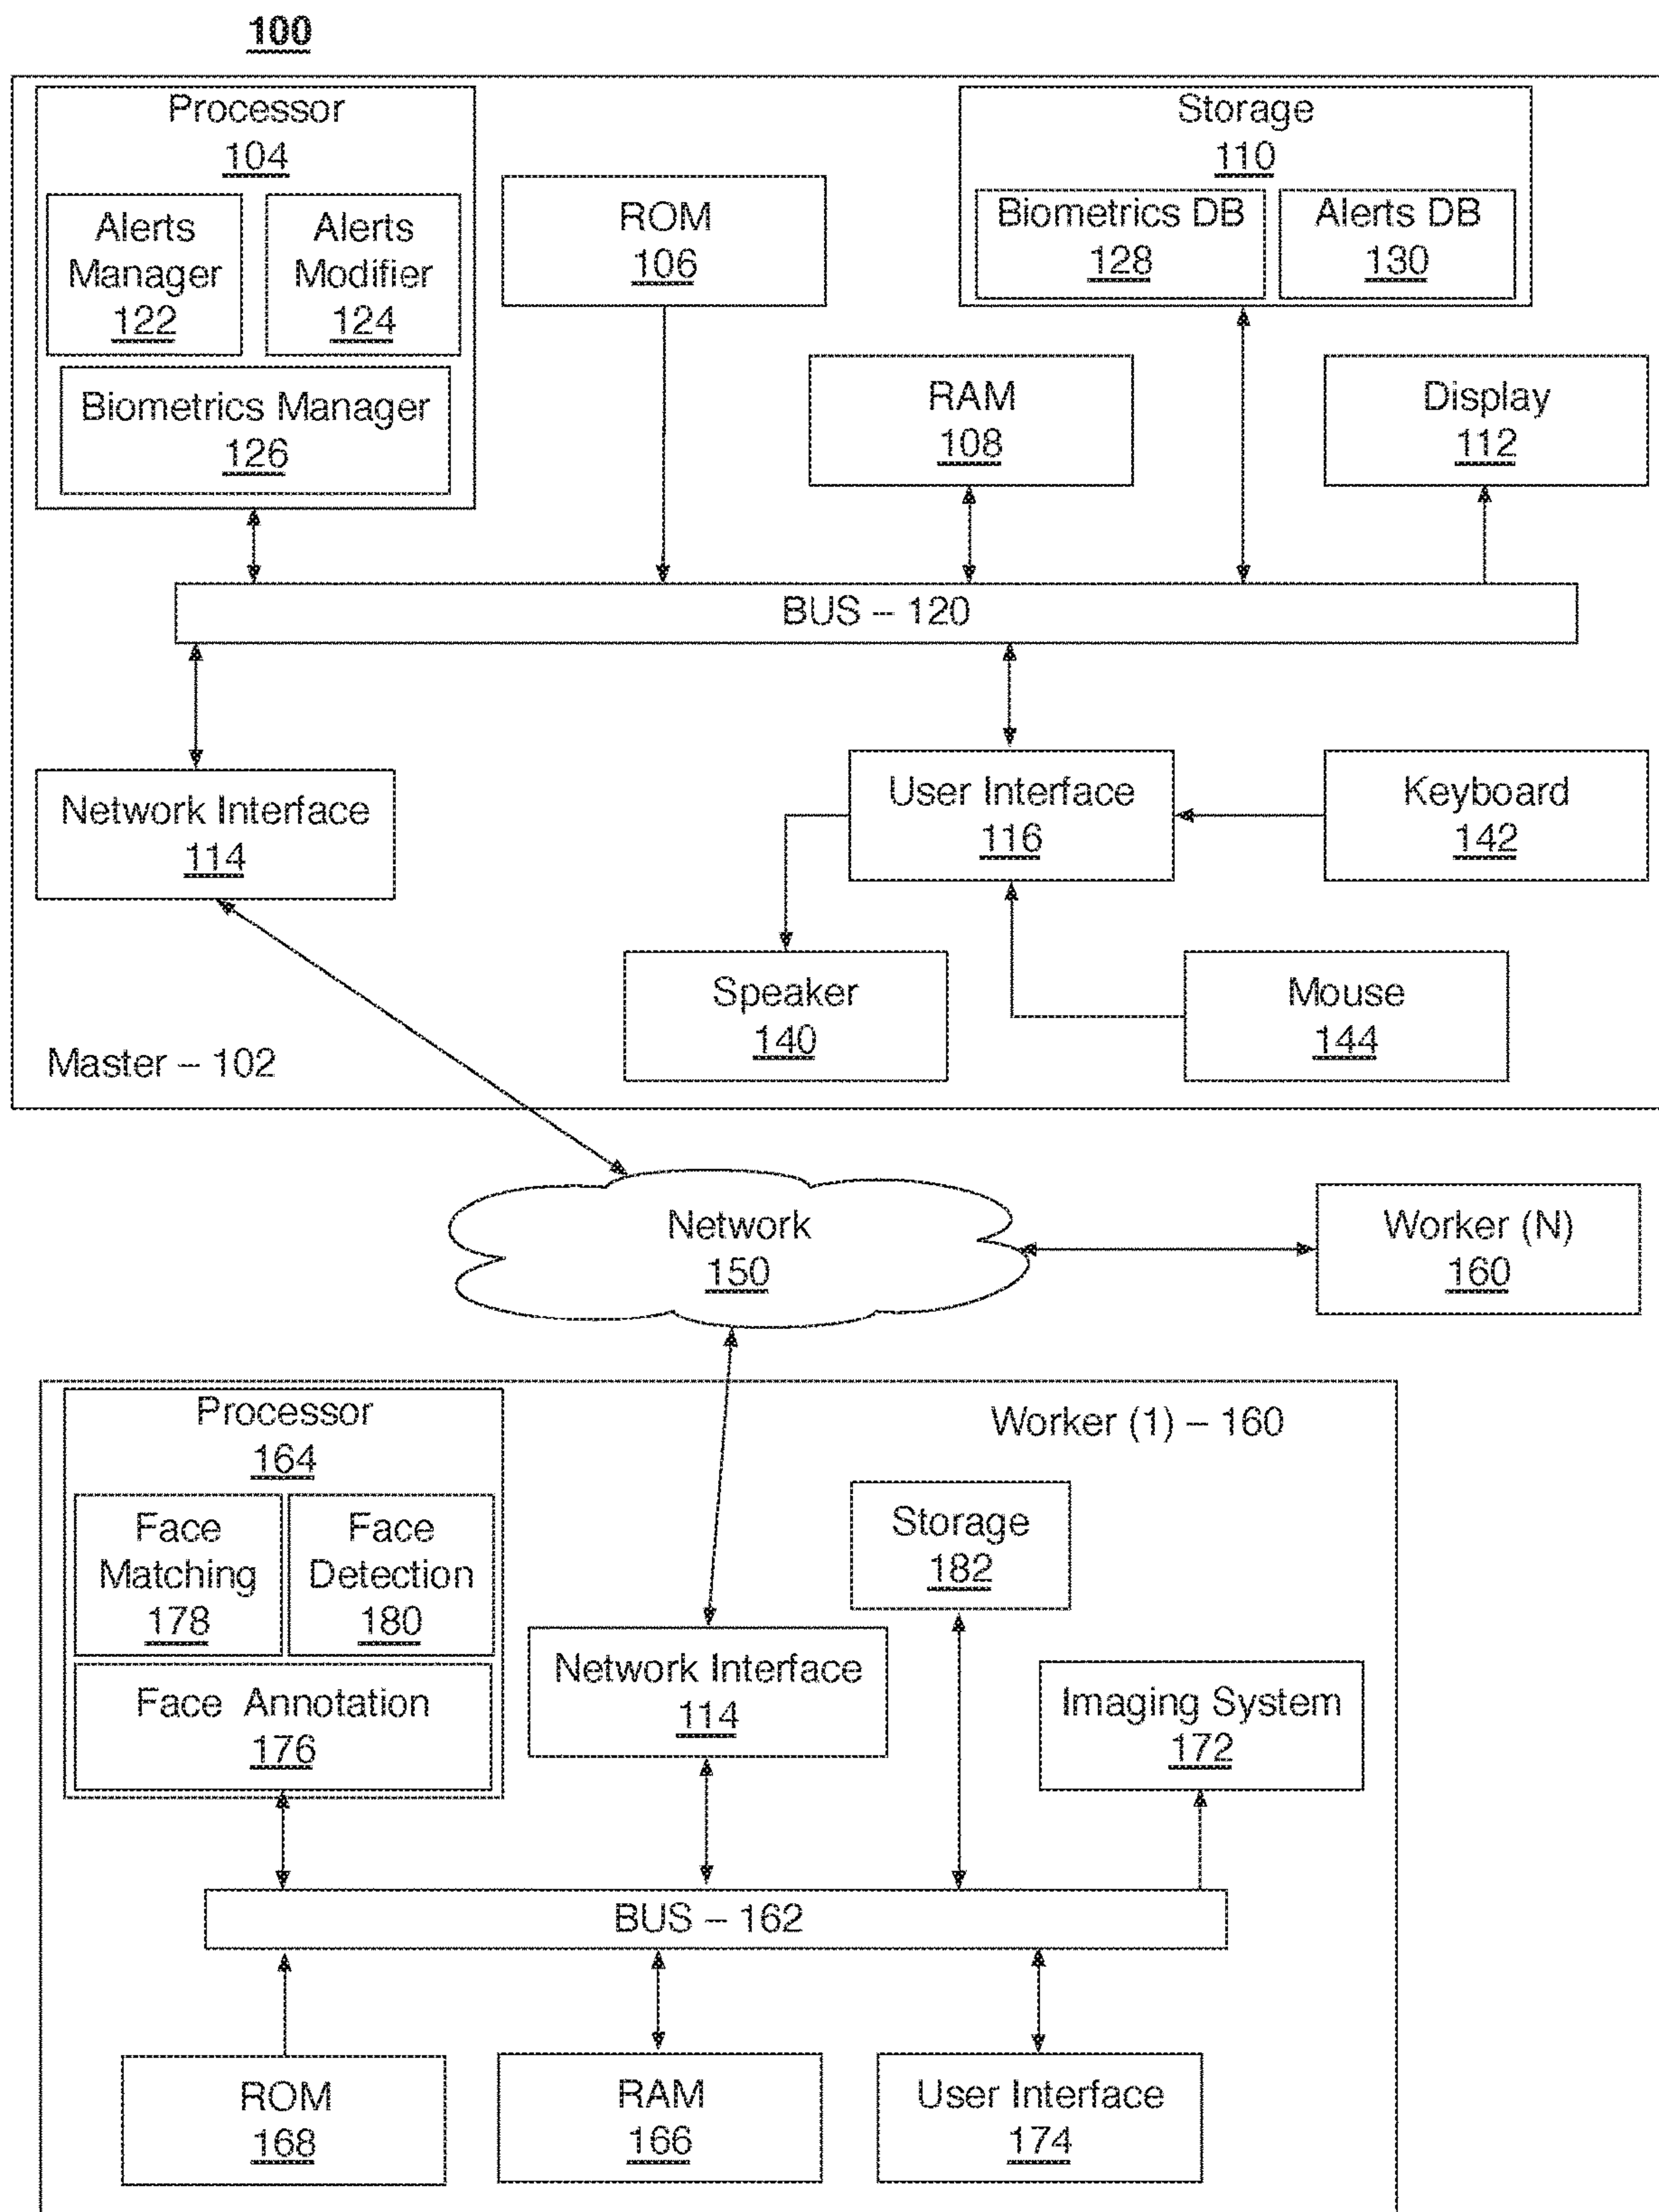 100
Processor
104
Alerts
Manager
122
Alerts
Modifier
124
Biometrics Manager
126
ROM
106
Storage
110
Biometrics DB
128
Alerts DB
130
RAM
108
Display
112
BUS – 120
Network Interface
114
User Interface
116
Keyboard
142
Speaker
140
Mouse
144
Master – 102
Network
150
Worker (N)
160
Worker (1) – 160
Processor
164
Face
Matching
178
Face
Detection
180
Face Annotation
176
Network Interface
114
Storage
182
Imaging System
172
BUS – 162
ROM
168
RAM
166
User Interface
174